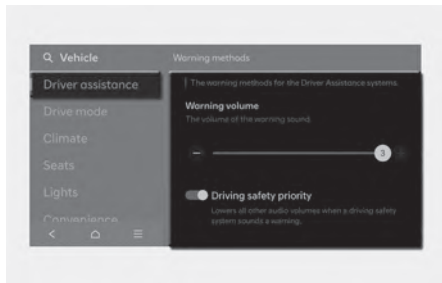 Vehicle
Warning methods
Driver assistance
Drive mode
Climate
Seats
Lights
Convenience
The warning methods for the Driver Assistance systems.
Warning volume
The volume of the warning sound.
3
Driving safety priority
Lowers all other audio volumes when a driving safety
system sounds a warning.